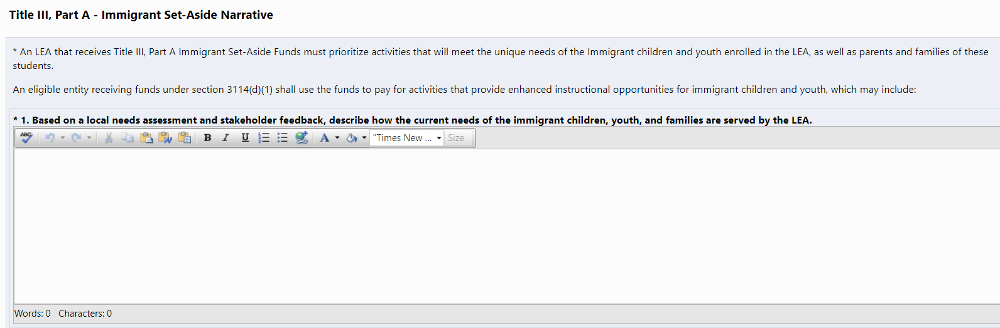 Title III, Part A - Immigrant Set-Aside Narrative
* An LEA that receives Title III, Part A Immigrant Set-Aside Funds must prioritize activities that will meet the unique needs of the Immigrant children and youth enrolled in the LEA, as well as parents and families of these
students.
An eligible entity receiving funds under section 3114(d)(1) shall use the funds to pay for activities that provide enhanced instructional opportunities for immigrant children and youth, which may include:
* 1. Based on a local needs assessment and stakeholder feedback, describe how the current needs of the immigrant children, youth, and families are served by the LEA.
ABC B I U A "Times New ... Size
Words: 0 Characters: 0